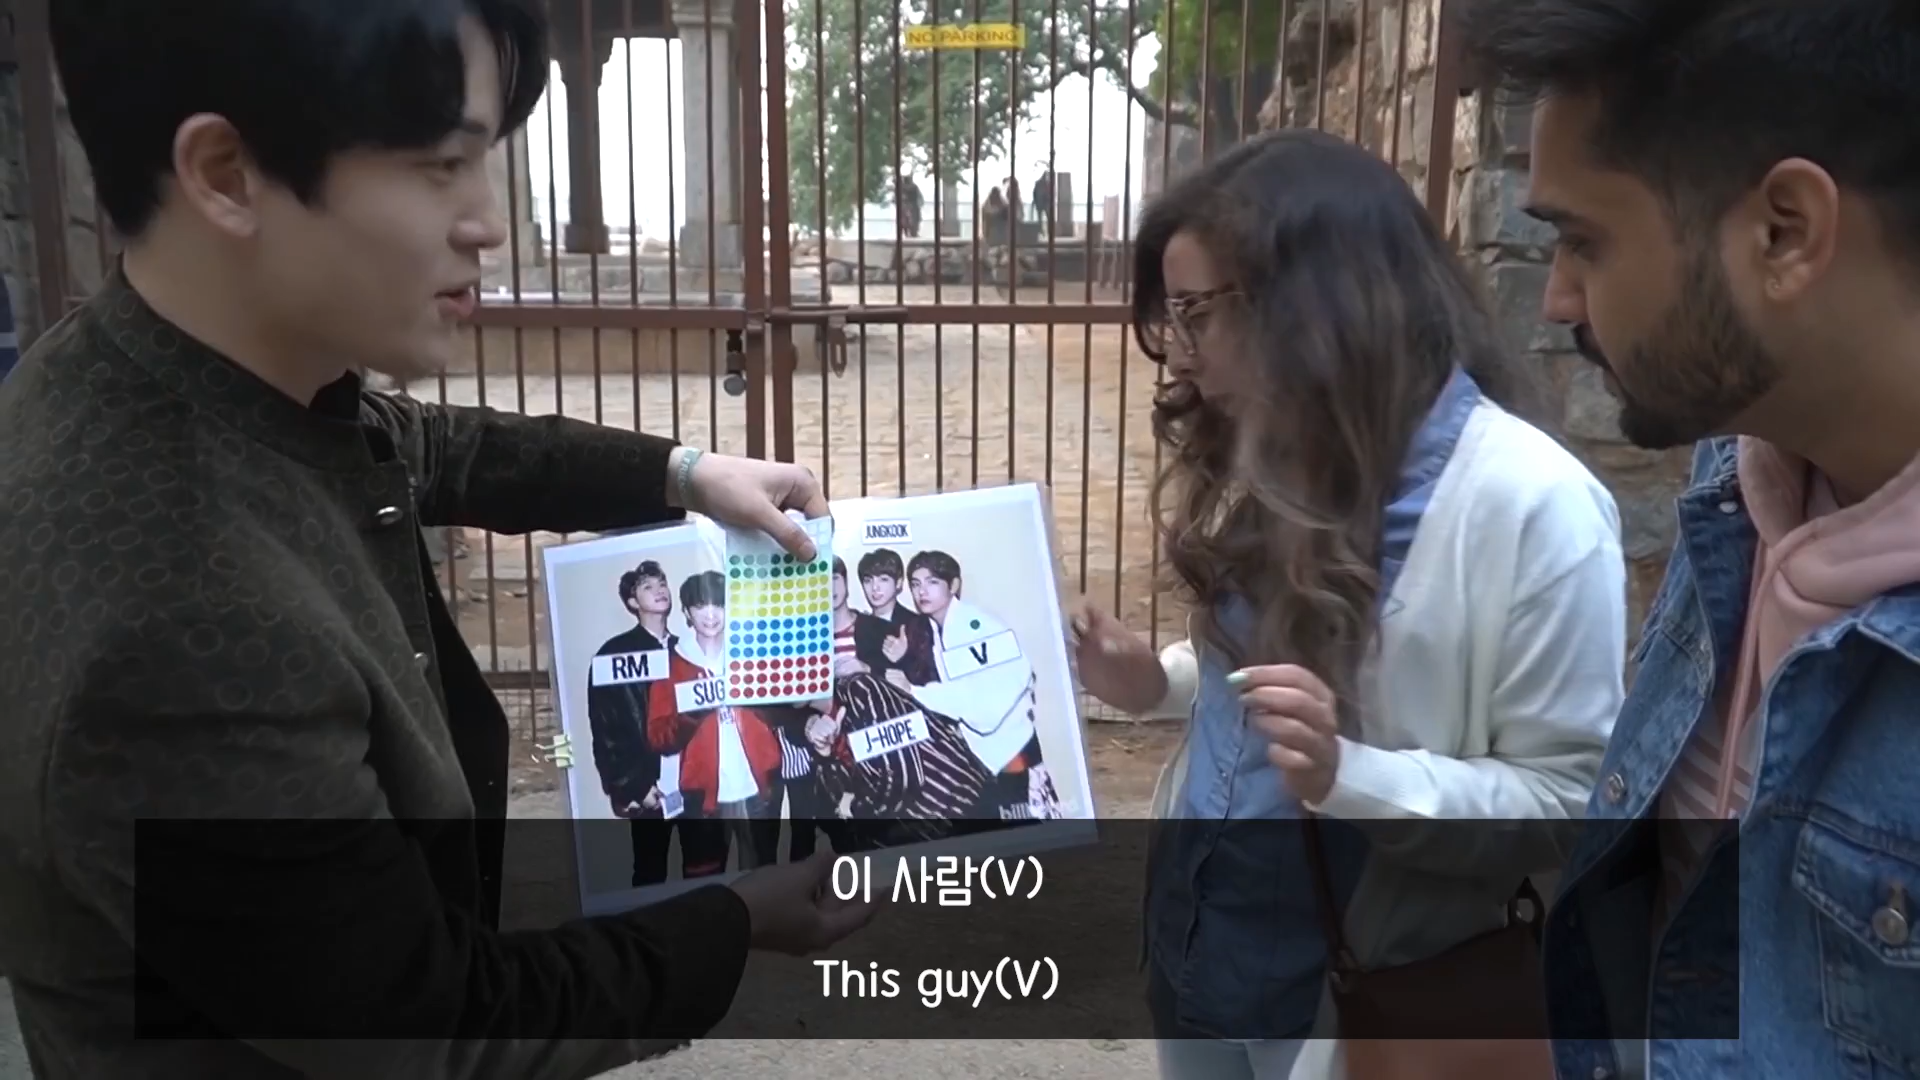 NO PARKING
JUNGKOOK
RM
SUG
V
J-HOPE
이 사람(V)
This guy(V)